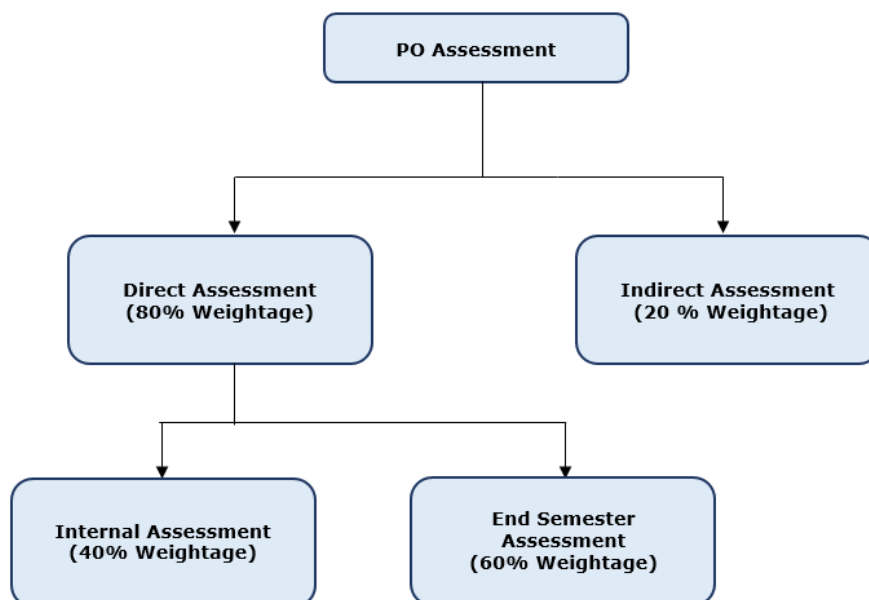 PO Assessment
Direct Assessment
(80% Weightage)
Indirect Assessment
(20 % Weightage)
Internal Assessment
(40% Weightage)
End Semester
Assessment
(60% Weightage)